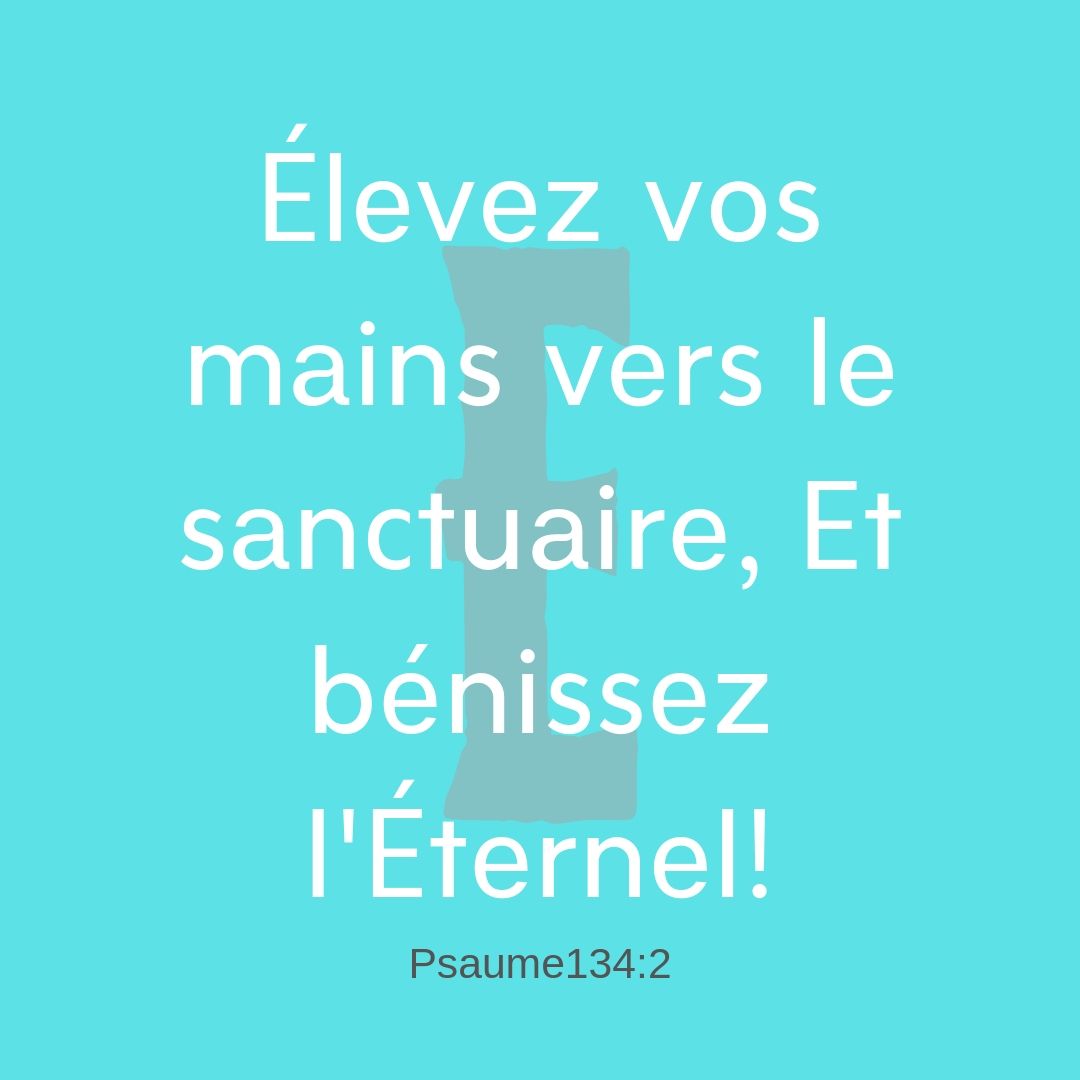 Élevez vos
mains vers le
sanctuaire, Et
bénissez
l'Éternel!
Psaume134:2